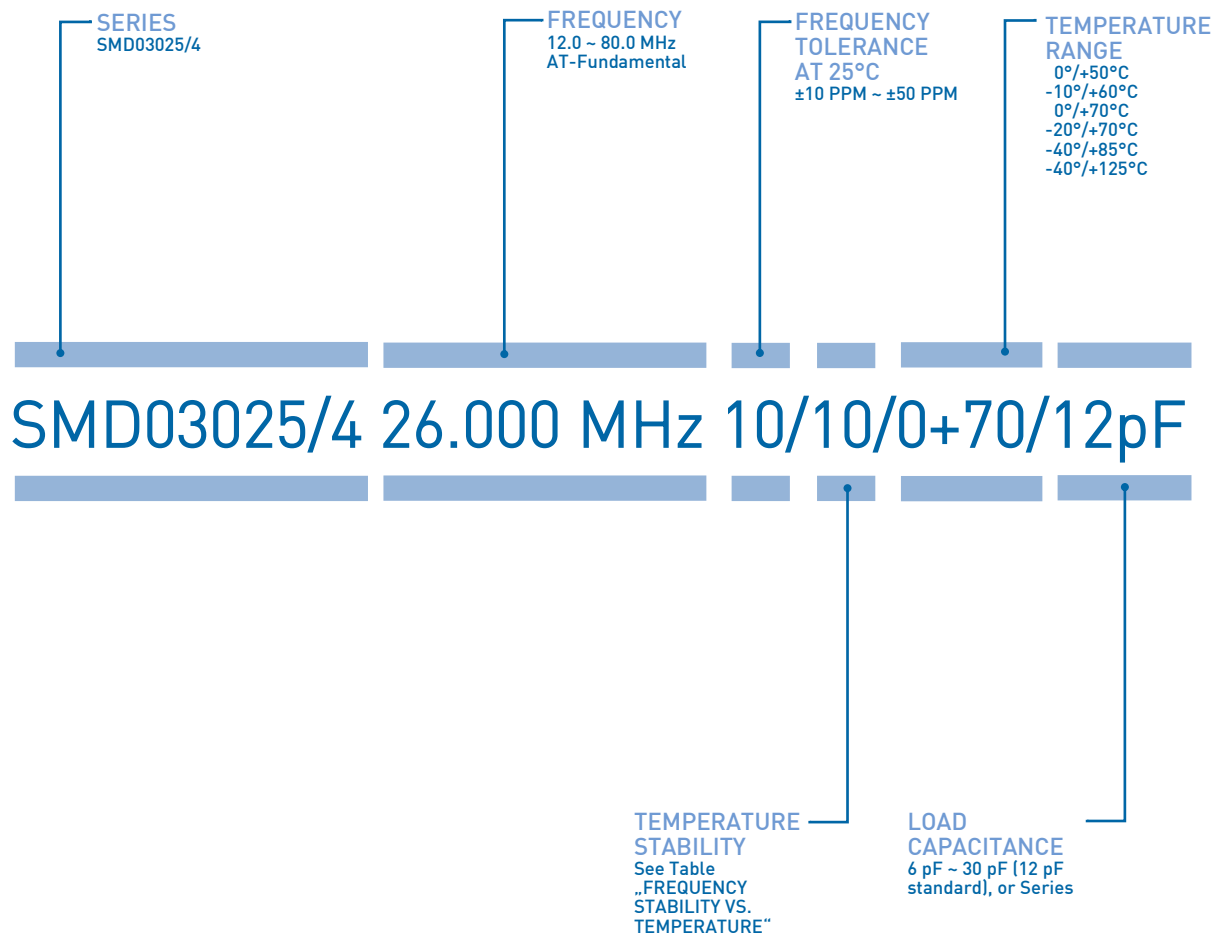 SERIES
SMD03025/4
FREQUENCY
12.0 ~ 80.0 MHz
AT-Fundamental
FREQUENCY
TOLERANCE
AT 25°C
±10 PPM ~ ±50 PPM
TEMPERATURE
RANGE
0°/+50°C
-10°/+60°C
0°/+70°C
-20°/+70°C
-40°/+85°C
-40°/+125°C
SMD03025/4 26.000 MHz 10/10/0+70/12pF
TEMPERATURE
STABILITY
See Table
„FREQUENCY
STABILITY VS.
TEMPERATURE“
LOAD
CAPACITANCE
6 pF ~ 30 pF (12 pF
standard), or Series